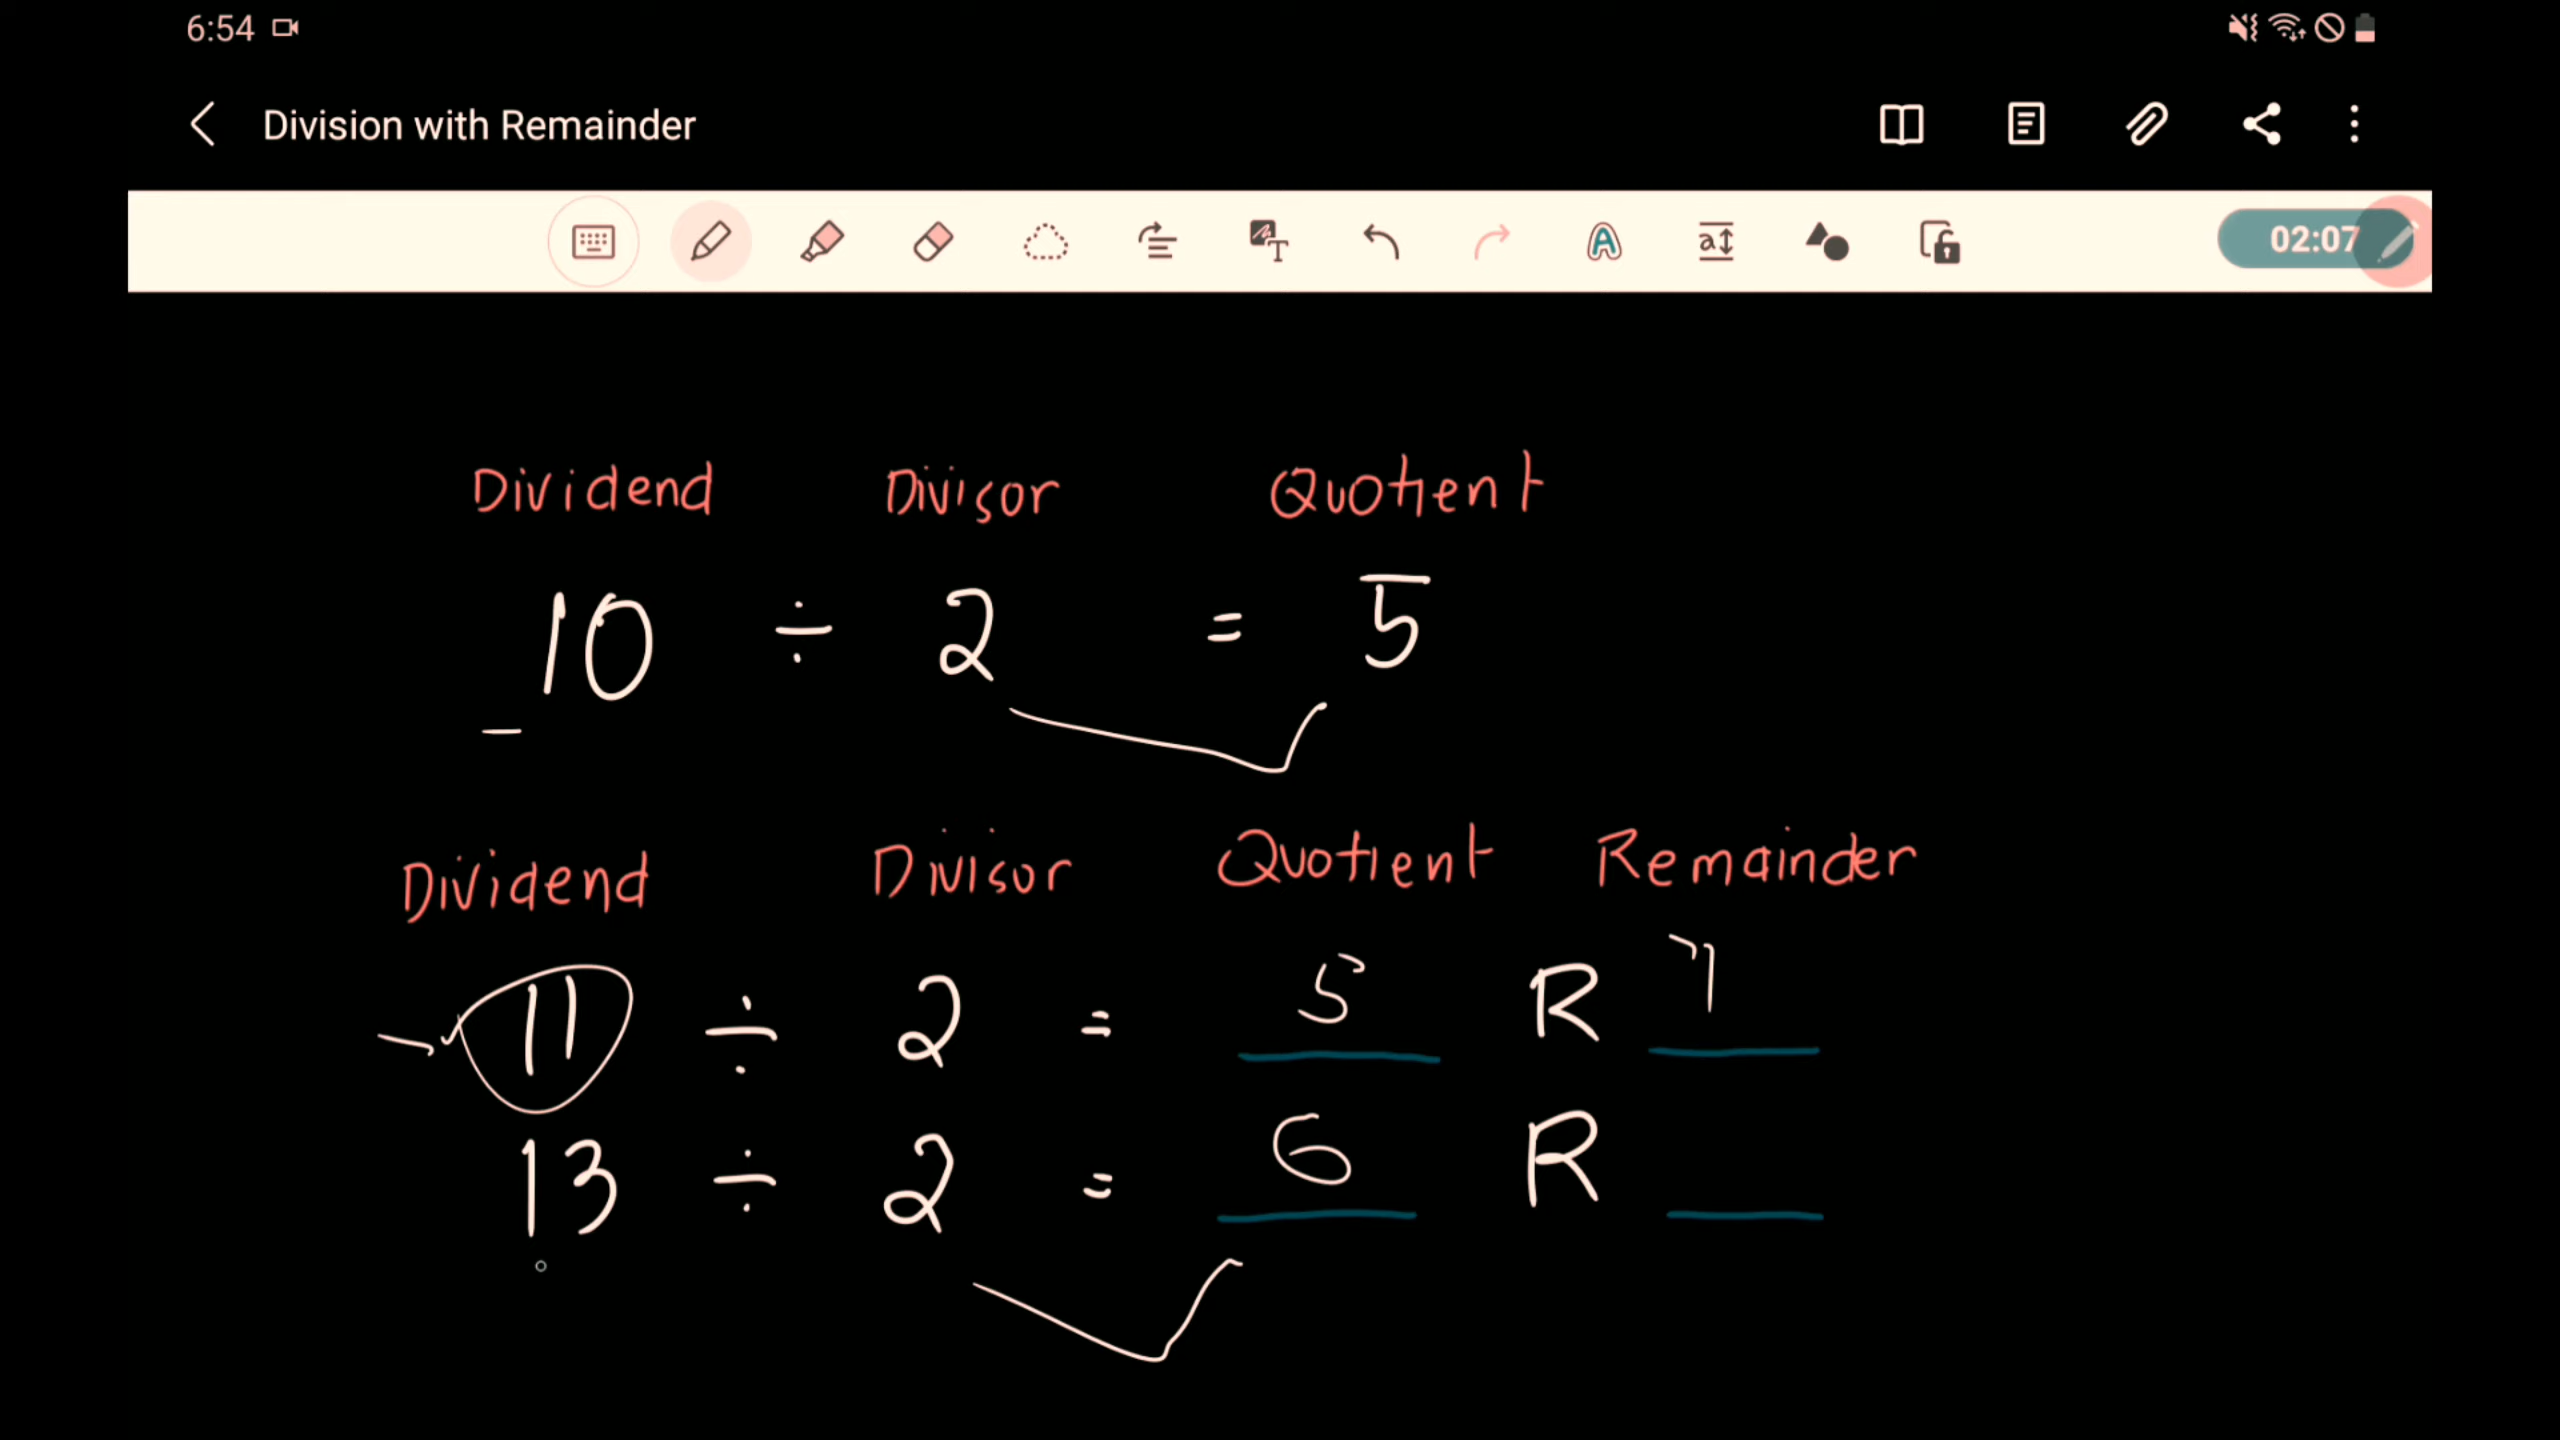 6:54
Division with Remainder
02:07
Dividend Divisor Quotient
10 ÷ 2 = 5
Dividend Divisor Quotient Remainder
11 ÷ 2 = 5 R 1
13 ÷ 2 = 6 R